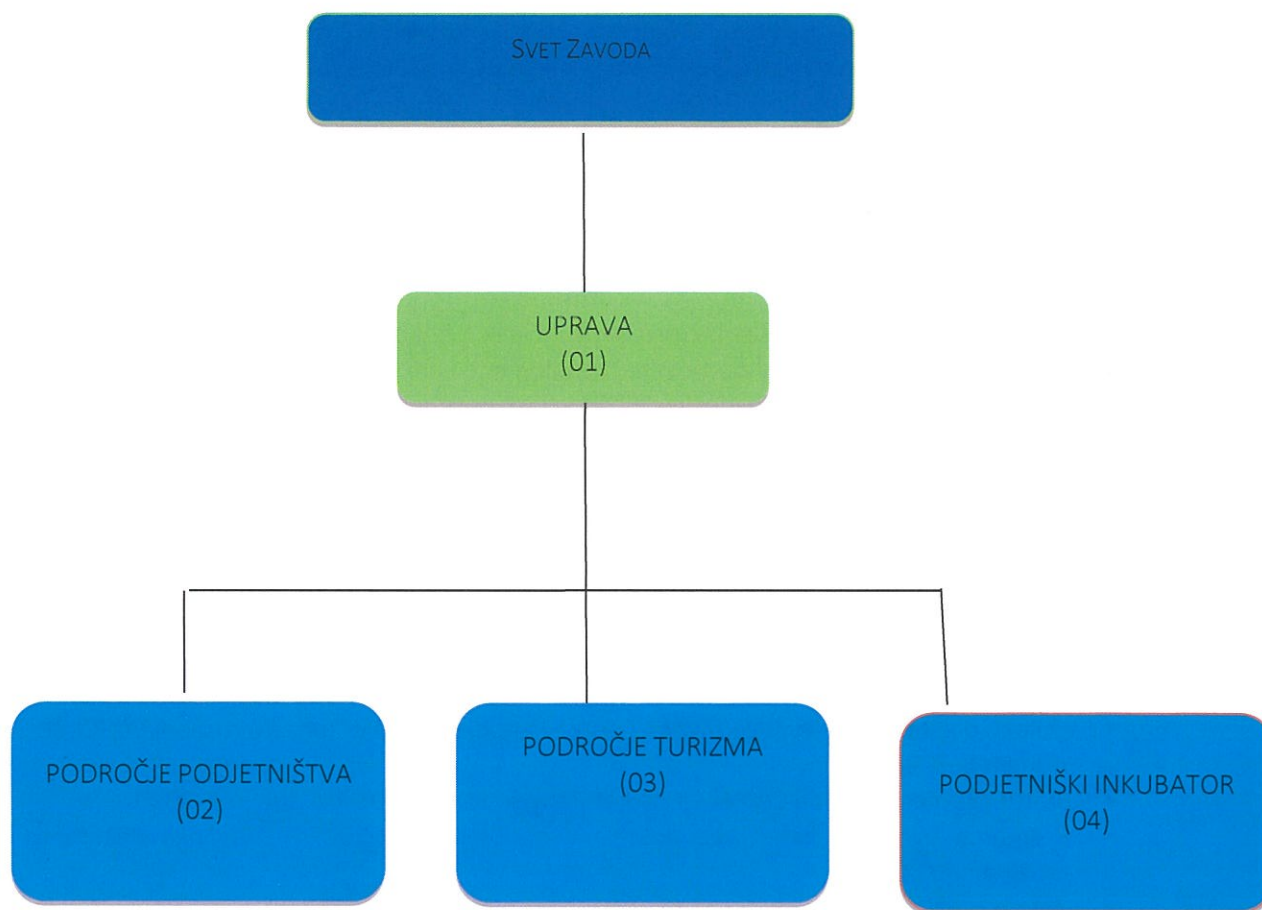 SVET ZAVODA
UPRAVA
(01)
PODROČJE PODJETNIŠTVA
(02)
PODROČJE TURIZMA
(03)
PODJETNIŠKI INKUBATOR
(04)